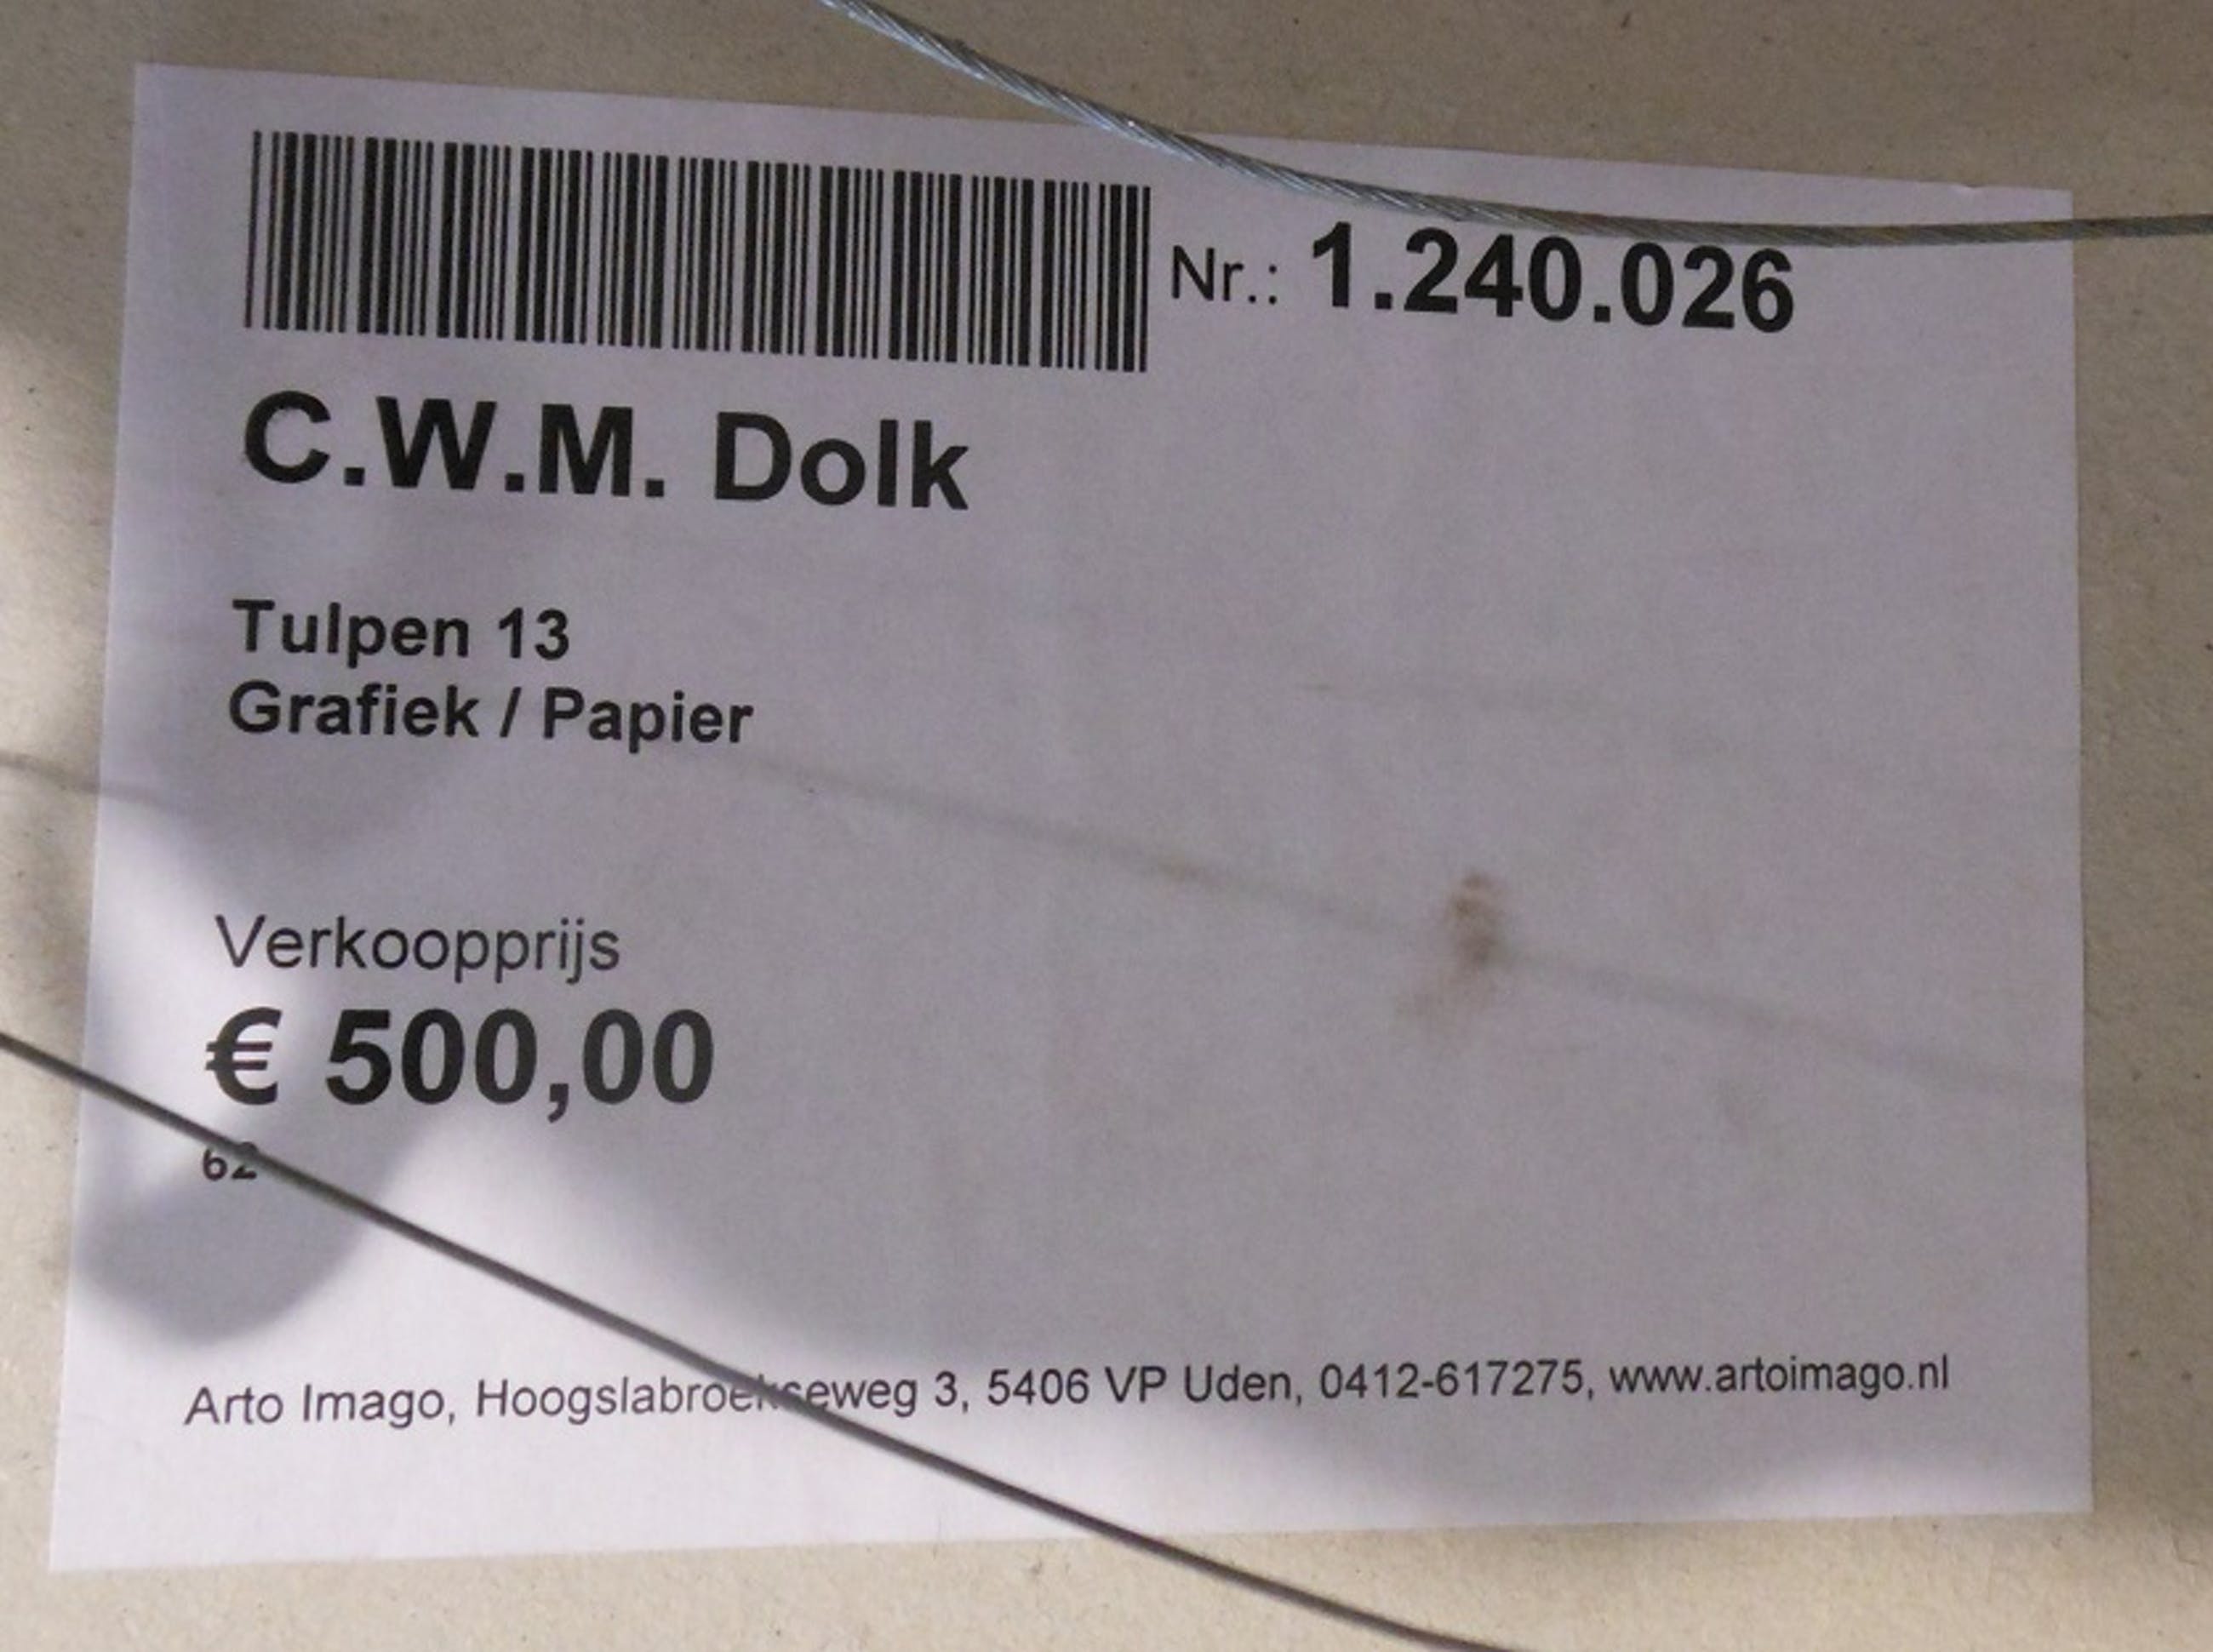 Nr.: 1.240.026
C.W.M. Dolk
Tulpen 13
Grafiek / Papier
Verkoopprijs
€ 500,00
62
Arto Imago, Hoogslabroekseweg 3, 5406 VP Uden, 0412-617275, www.artoimago.nl